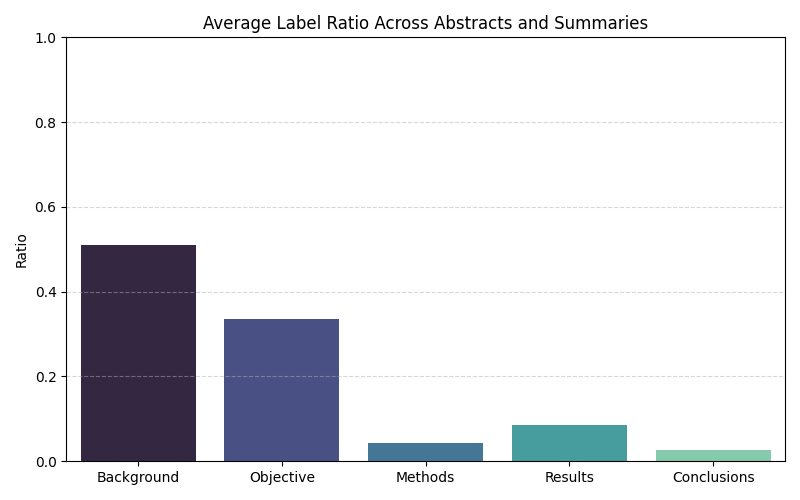 Average Label Ratio Across Abstracts and Summaries
1.0
0.8
0.6
0.4
0.2
0.0
Ratio
Background Objective Methods Results Conclusions